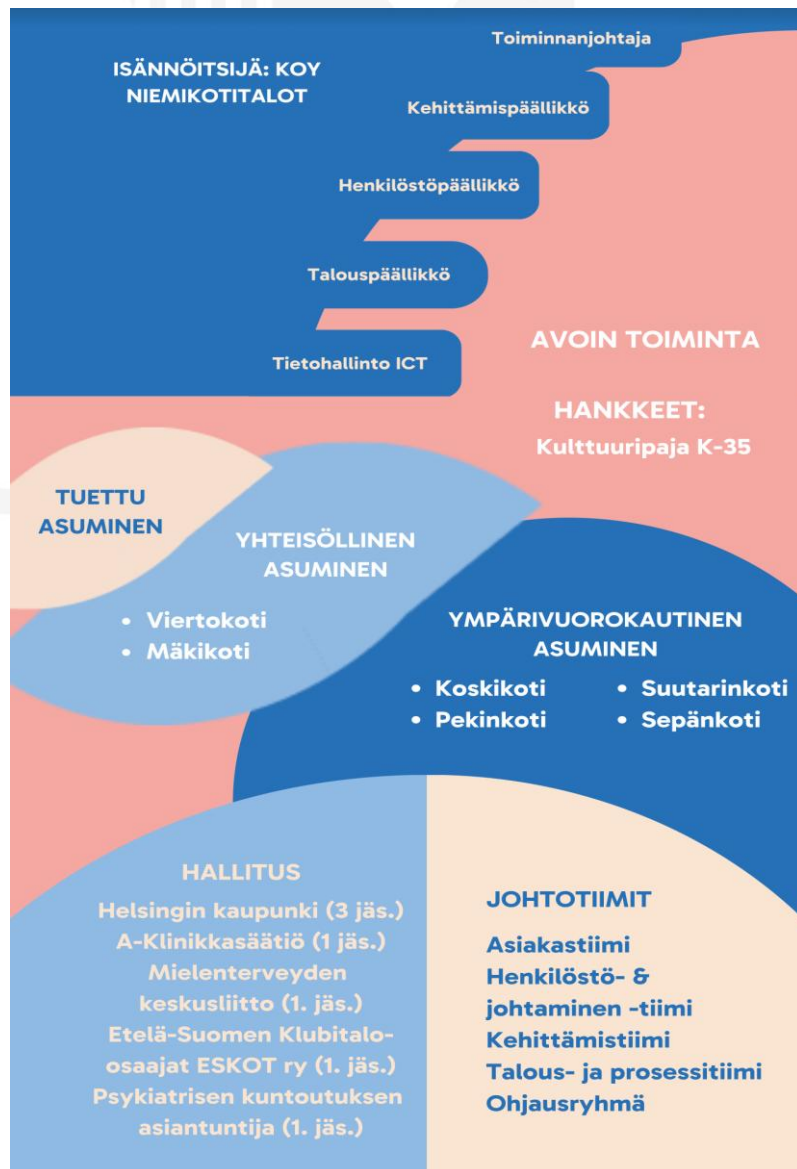 Toiminnanjohtaja
ISÄNNÖITSIJÄ: KOY
NIEMIKOTITALOT
Kehittämispäällikkö
Henkilöstöpäällikkö
Talouspäällikkö
Tietohallinto ICT
AVOIN TOIMINTA
HANKKEET:
Kulttuuripaja K-35
TUETTU
ASUMINEN
YHTEISÖLLINEN
ASUMINEN
• Viertokoti
• Mäkikoti
YMPÄRIVUOROKAUTINEN
ASUMINEN
• Koskikoti
• Pekinkoti
• Suutarinkoti
• Sepänkoti
HALLITUS
Helsingin kaupunki (3 jäs.)
A-Klinikkasäätiö (1 jäs.)
Mielenterveyden
keskusliitto (1. jäs.)
Etelä-Suomen Klubitalo-
osaajat ESKOT ry (1. jäs.)
Psykiatrisen kuntoutuksen
asiantuntija (1. jäs.)
JOHTOTIIMIT
Asiakastiimi
Henkilöstö- &
johtaminen -tiimi
Kehittämistiimi
Talous- ja prosessitiimi
Ohjausryhmä